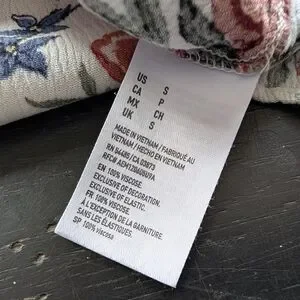 US S
CA P
MX CH
UK S
MADE IN VIETNAM / FABRIQUÉ AU
VIETNAM / HECHO EN VIETNAM
RN 54485 / CA 03973
EN 100% VISCOSE.
EXCLUSIVE OF DECORATION.
EXCLUSIVE OF ELASTIC.
FR 100% VISCOSE.
À L'EXCEPTION DE LA GARNITURE.
SANS LES ÉLASTIQUES.
SP 100% viscosa